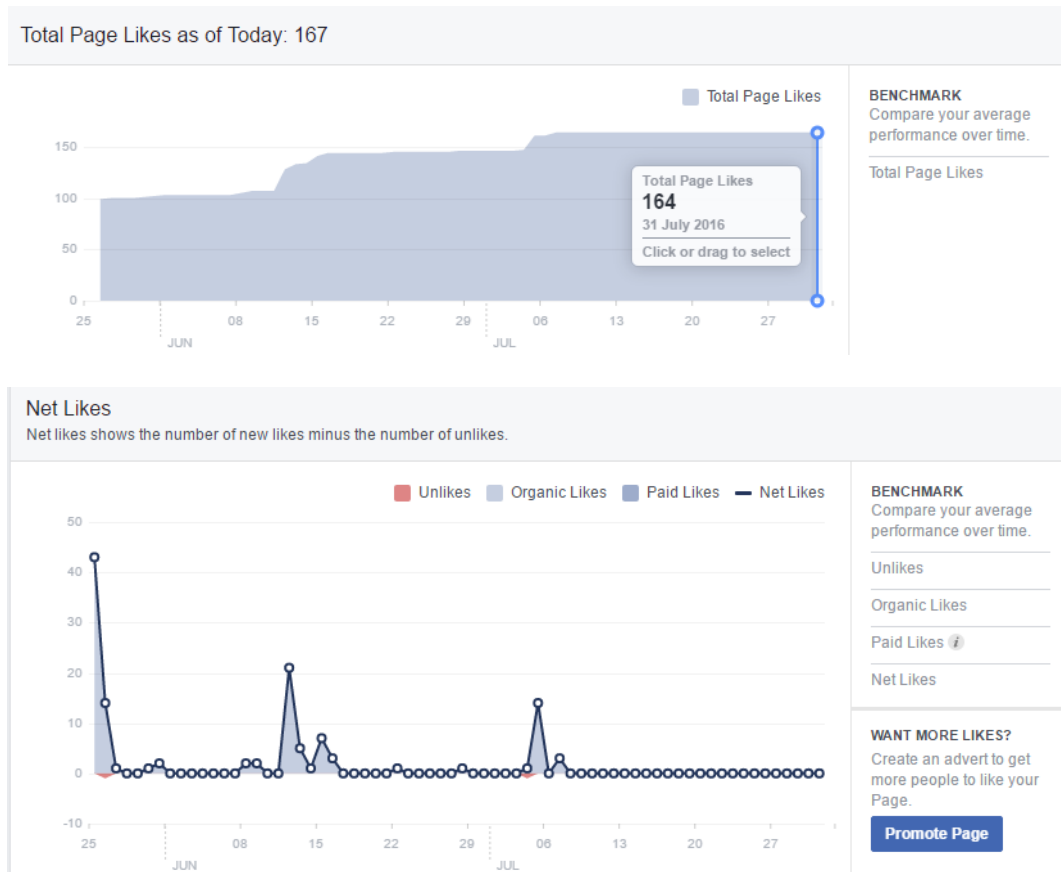 Total Page Likes as of Today: 167
Total Page Likes
BENCHMARK
Compare your average
performance over time.
Total Page Likes
150
100
50
0
Total Page Likes
164
31 July 2016
Click or drag to select
25
08
15
22
29
06
13
20
27
JUN
JUL
Net Likes
Net likes shows the number of new likes minus the number of unlikes.
Unlikes Organic Likes Paid Likes Net Likes
BENCHMARK
Compare your average
performance over time.
Unlikes
Organic Likes
Paid Likes i
Net Likes
50
40
30
20
10
0
-10
25
08
15
22
29
06
13
20
27
JUN
JUL
WANT MORE LIKES?
Create an advert to get
more people to like your
Page.
Promote Page